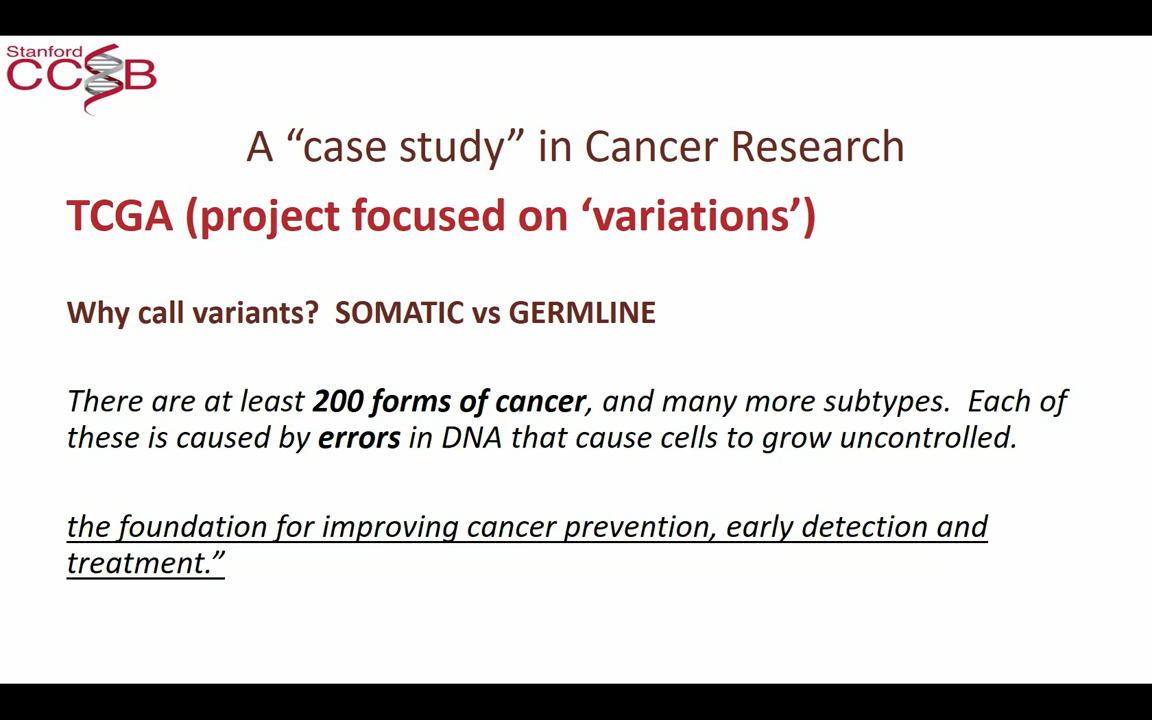 Stanford
CCSB
A “case study” in Cancer Research
TCGA (project focused on ‘variations’)
Why call variants?  SOMATIC vs GERMLINE
There are at least 200 forms of cancer, and many more subtypes.  Each of
these is caused by errors in DNA that cause cells to grow uncontrolled.
the foundation for improving cancer prevention, early detection and
treatment.”